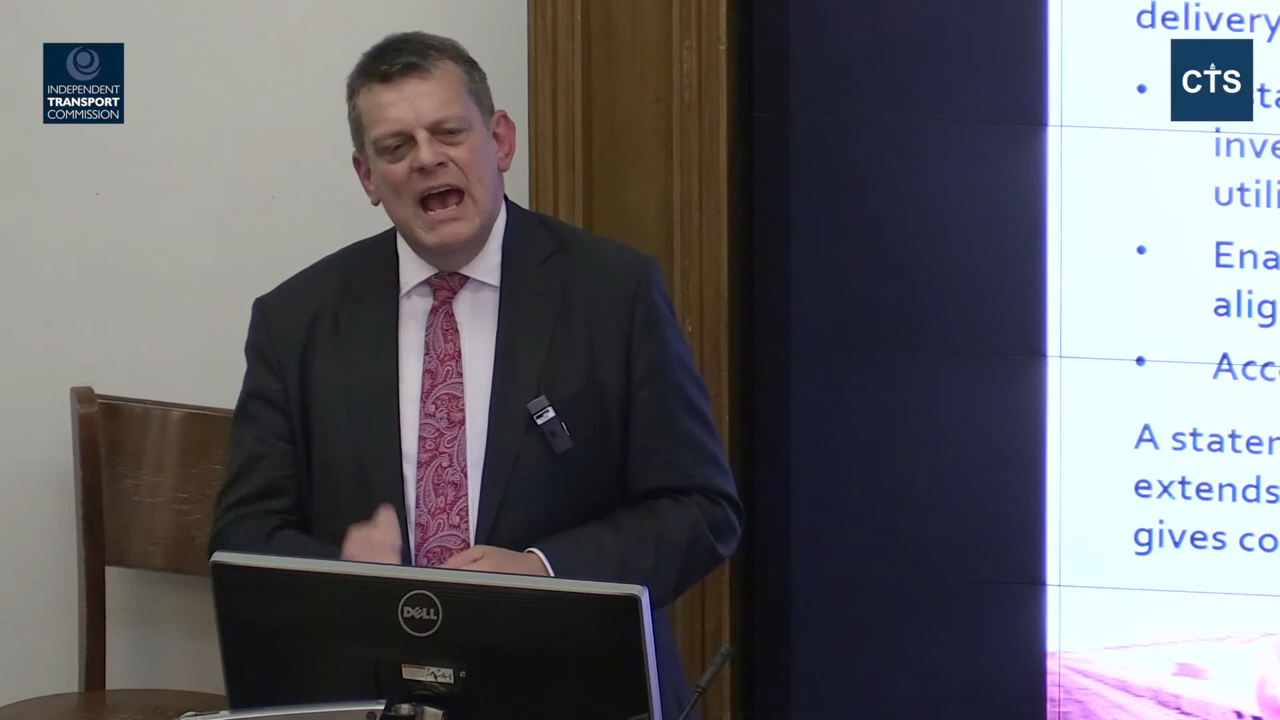 INDEPENDENT
TRANSPORT
COMMISSION
CTS
delivery
inve
utili
Ena
alig
Acc
A stater
extends
gives co
DELL